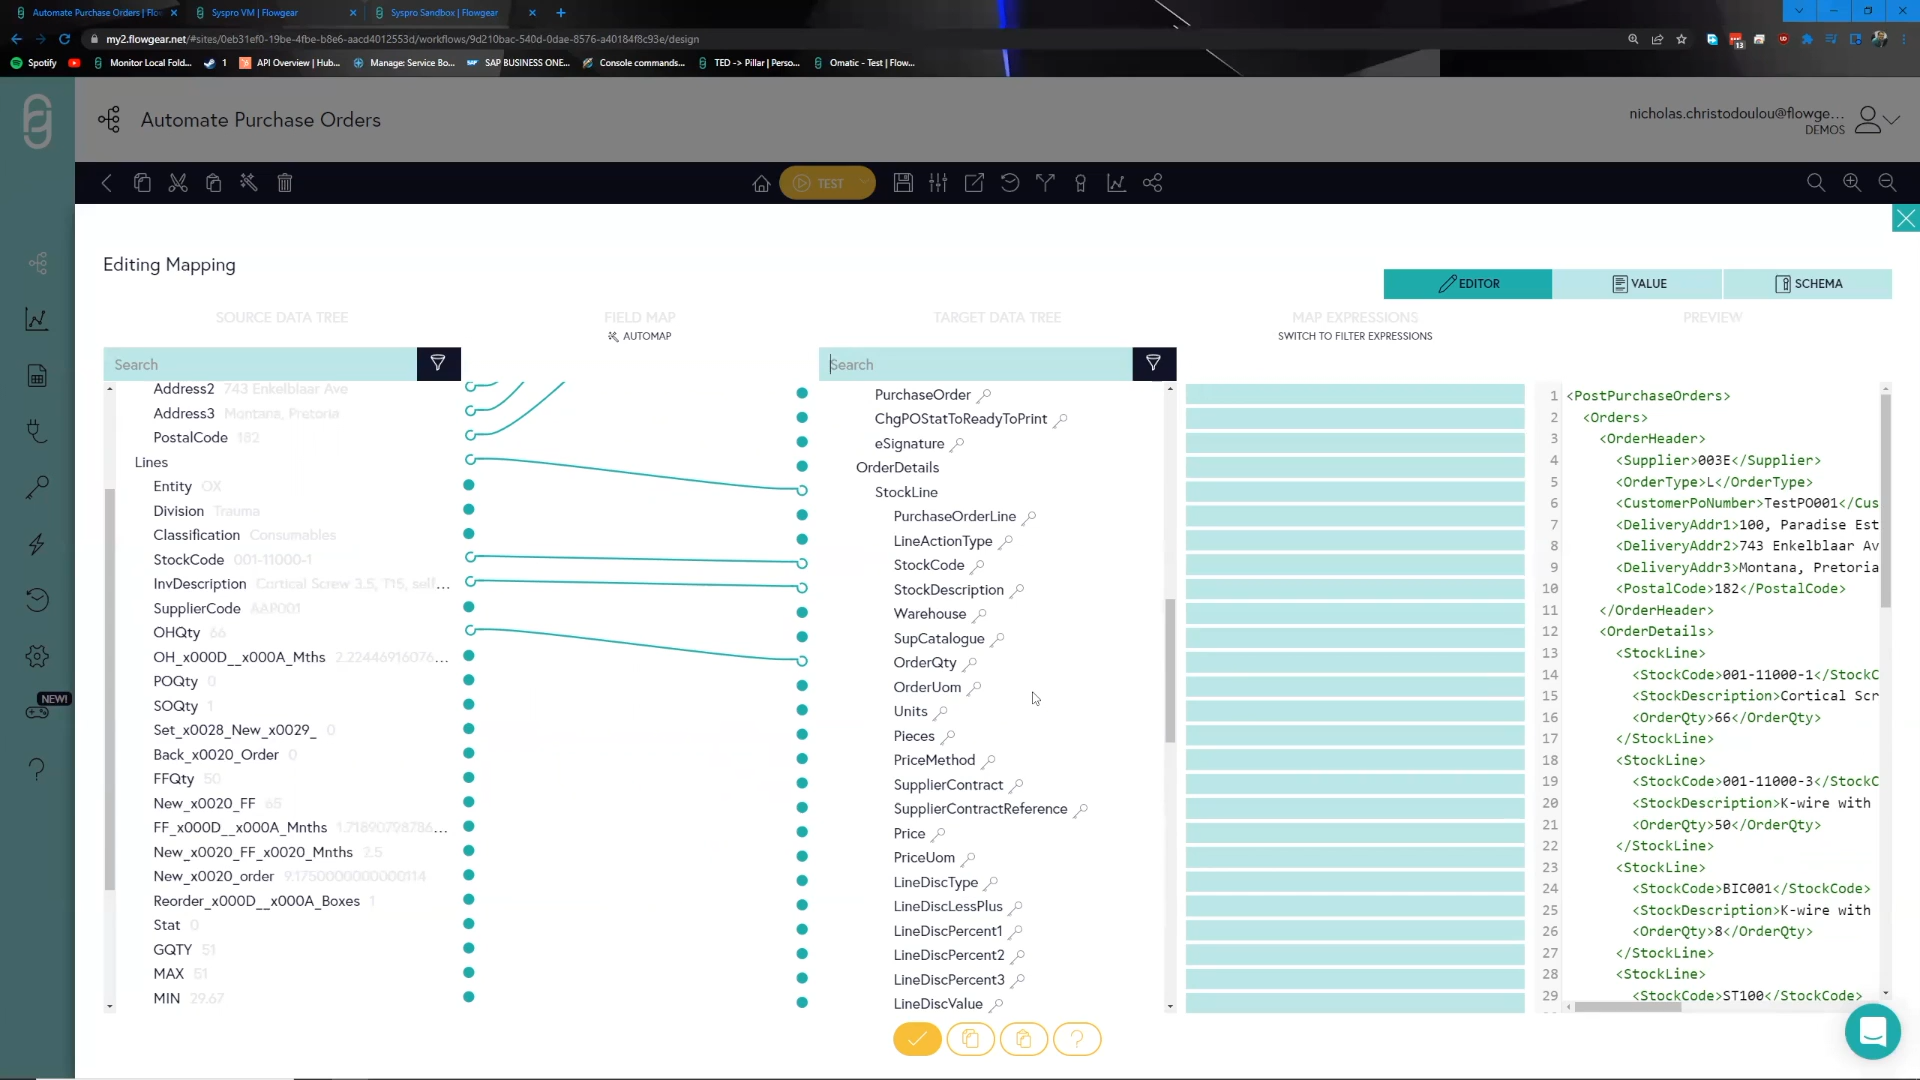 Automate Purchase Orders | Flow
Syspro VM | Flowgear
Syspro Sandbox | Flowgear
my2.flowgear.net/#sites/0eb31ef0-19be-4fbe-b8e6-aacd4012553d/workflows/9d210bac-540d-0dae-8576-a40184f8c93e/design
13
Spotify
1
Monitor Local Fold...
API Overview | Hub...
Manage: Service Bo...
SAP BUSINESS ONE...
Console commands...
TED -> Pillar | Perso...
Omatic - Test | Flow...
Automate Purchase Orders
nicholas.christodoulou@flowge...
DEMOS
TEST
Editing Mapping
EDITOR
VALUE
SCHEMA
SOURCE DATA TREE
FIELD MAP
TARGET DATA TREE
MAP EXPRESSIONS
PREVIEW
AUTOMAP
SWITCH TO FILTER EXPRESSIONS
Search
Search
Address2 743 Enkelblaar Ave
Address3 Montana, Pretoria
PostalCode 182
Lines
Entity OX
Division Trauma
Classification Consumables
StockCode 001-11000-1
InvDescription Cortical Screw 3.5, T15, self...
SupplierCode AAP001
OHQty 66
OH_x000D__x000A_Mths 2.22446916076...
POQty 0
SOQty 1
Set_x0028_New_x0029_ 0
Back_x0020_Order 0
FFQty 50
New_x0020_FF 65
FF_x000D__x000A_Mnths 1.71890798786...
New_x0020_FF_x0020_Mnths 2.5
New_x0020_order 9.17500000000000114
Reorder_x000D__x000A_Boxes 1
Stat 0
GQTY 51
MAX 51
MIN 29.67
NEW!
PurchaseOrder
ChgPOStatToReadyToPrint
eSignature
OrderDetails
StockLine
PurchaseOrderLine
LineActionType
StockCode
StockDescription
Warehouse
SupCatalogue
OrderQty
OrderUom
Units
Pieces
PriceMethod
SupplierContract
SupplierContractReference
Price
PriceUom
LineDiscType
LineDiscLessPlus
LineDiscPercent1
LineDiscPercent2
LineDiscPercent3
LineDiscValue
1 <PostPurchaseOrders>
2 <Orders>
3 <OrderHeader>
4 <Supplier>003E</Supplier>
5 <OrderType>L</OrderType>
6 <CustomerPoNumber>TestPO001</Cus
7 <DeliveryAddr1>100, Paradise Est
8 <DeliveryAddr2>743 Enkelblaar Av
9 <DeliveryAddr3>Montana, Pretoria
10 <PostalCode>182</PostalCode>
11 </OrderHeader>
12 <OrderDetails>
13 <StockLine>
14 <StockCode>001-11000-1</StockC
15 <StockDescription>Cortical Scr
16 <OrderQty>66</OrderQty>
17 </StockLine>
18 <StockLine>
19 <StockCode>001-11000-3</StockC
20 <StockDescription>K-wire with
21 <OrderQty>50</OrderQty>
22 </StockLine>
23 <StockLine>
24 <StockCode>BIC001</StockCode>
25 <StockDescription>K-wire with
26 <OrderQty>8</OrderQty>
27 </StockLine>
28 <StockLine>
29 <StockCode>ST100</StockCode>